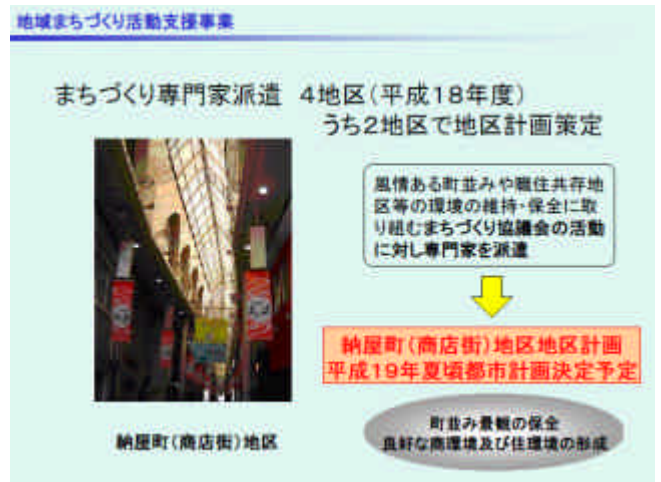 地域まちづくり活動支援事業
まちづくり専門家派遣 4地区(平成18年度)
うち2地区で地区計画策定
風情ある町並みや職住共存地
区等の環境の維持・保全に取
り組むまちづくり協議会の活動
に対し専門家を派遣
納屋町(商店街)地区地区計画
平成19年夏頃都市計画決定予定
町並み景観の保全
良好な商環境及び住環境の形成
納屋町(商店街)地区